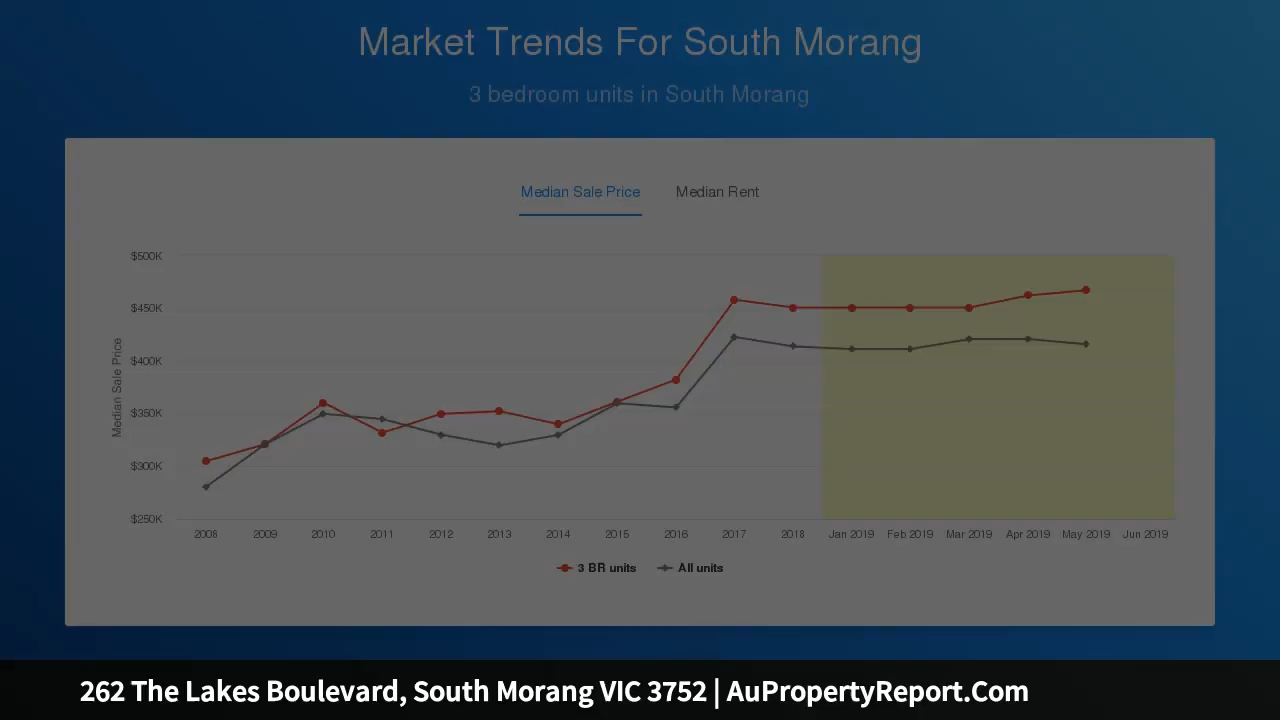 Market Trends For South Morang
3 bedroom units in South Morang
Median Sale Price Median Rent
Median Sale Price
$500K
$450K
$400K
$350K
$300K
$250K
2008 2009 2010 2011 2012 2013 2014 2015 2016 2017 2018 Jan 2019 Feb 2019 Mar 2019 Apr 2019 May 2019 Jun 2019
3 BR units All units
262 The Lakes Boulevard, South Morang VIC 3752 | AuPropertyReport.Com